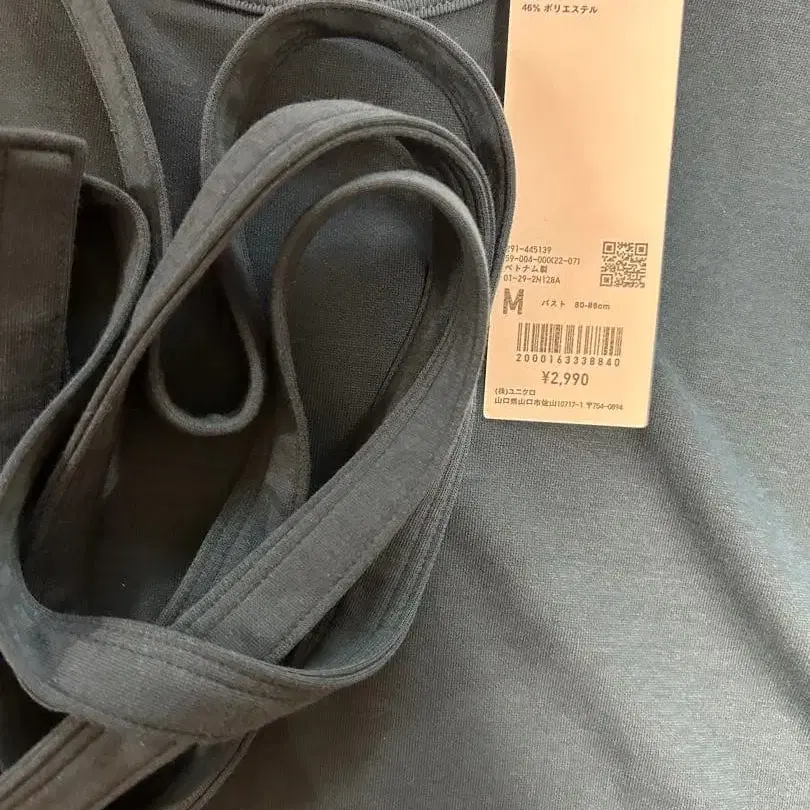 46% ポリエステル
291-445139
59-004-000(22-07)
ベトナム製
01-29-2H128A
M バスト 80-86cm
2000163338840
¥2,990
(株)ユニクロ
山口県山口市佐山10717-1 〒754-0894